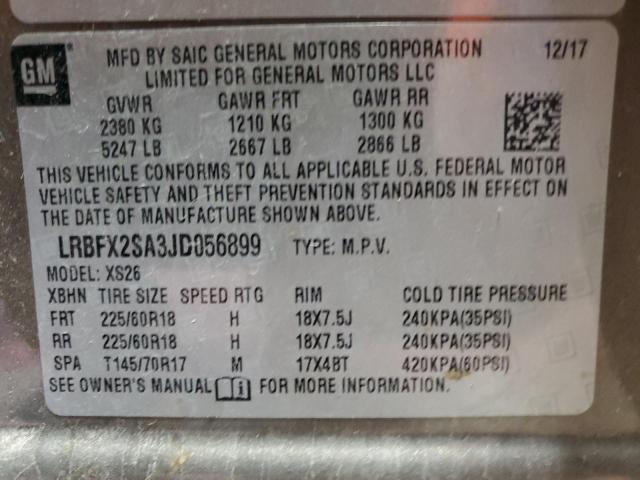 GM
MFD BY SAIC GENERAL MOTORS CORPORATION 12/17
LIMITED FOR GENERAL MOTORS LLC
GVWR GAWR FRT GAWR RR
2380 KG 1210 KG 1300 KG
5247 LB 2667 LB 2866 LB
THIS VEHICLE CONFORMS TO ALL APPLICABLE U.S. FEDERAL MOTOR
VEHICLE SAFETY AND THEFT PREVENTION STANDARDS IN EFFECT ON
THE DATE OF MANUFACTURE SHOWN ABOVE.
LRBFX2SA3JD056899 TYPE: M.P.V.
MODEL: XS26
XBHN TIRE SIZE SPEED RTG RIM COLD TIRE PRESSURE
FRT 225/60R18 H 18X7.5J 240KPA(35PSI)
RR 225/60R18 H 18X7.5J 240KPA(35PSI)
SPA T145/70R17 M 17X4BT 420KPA(60PSI)
SEE OWNER'S MANUAL FOR MORE INFORMATION.